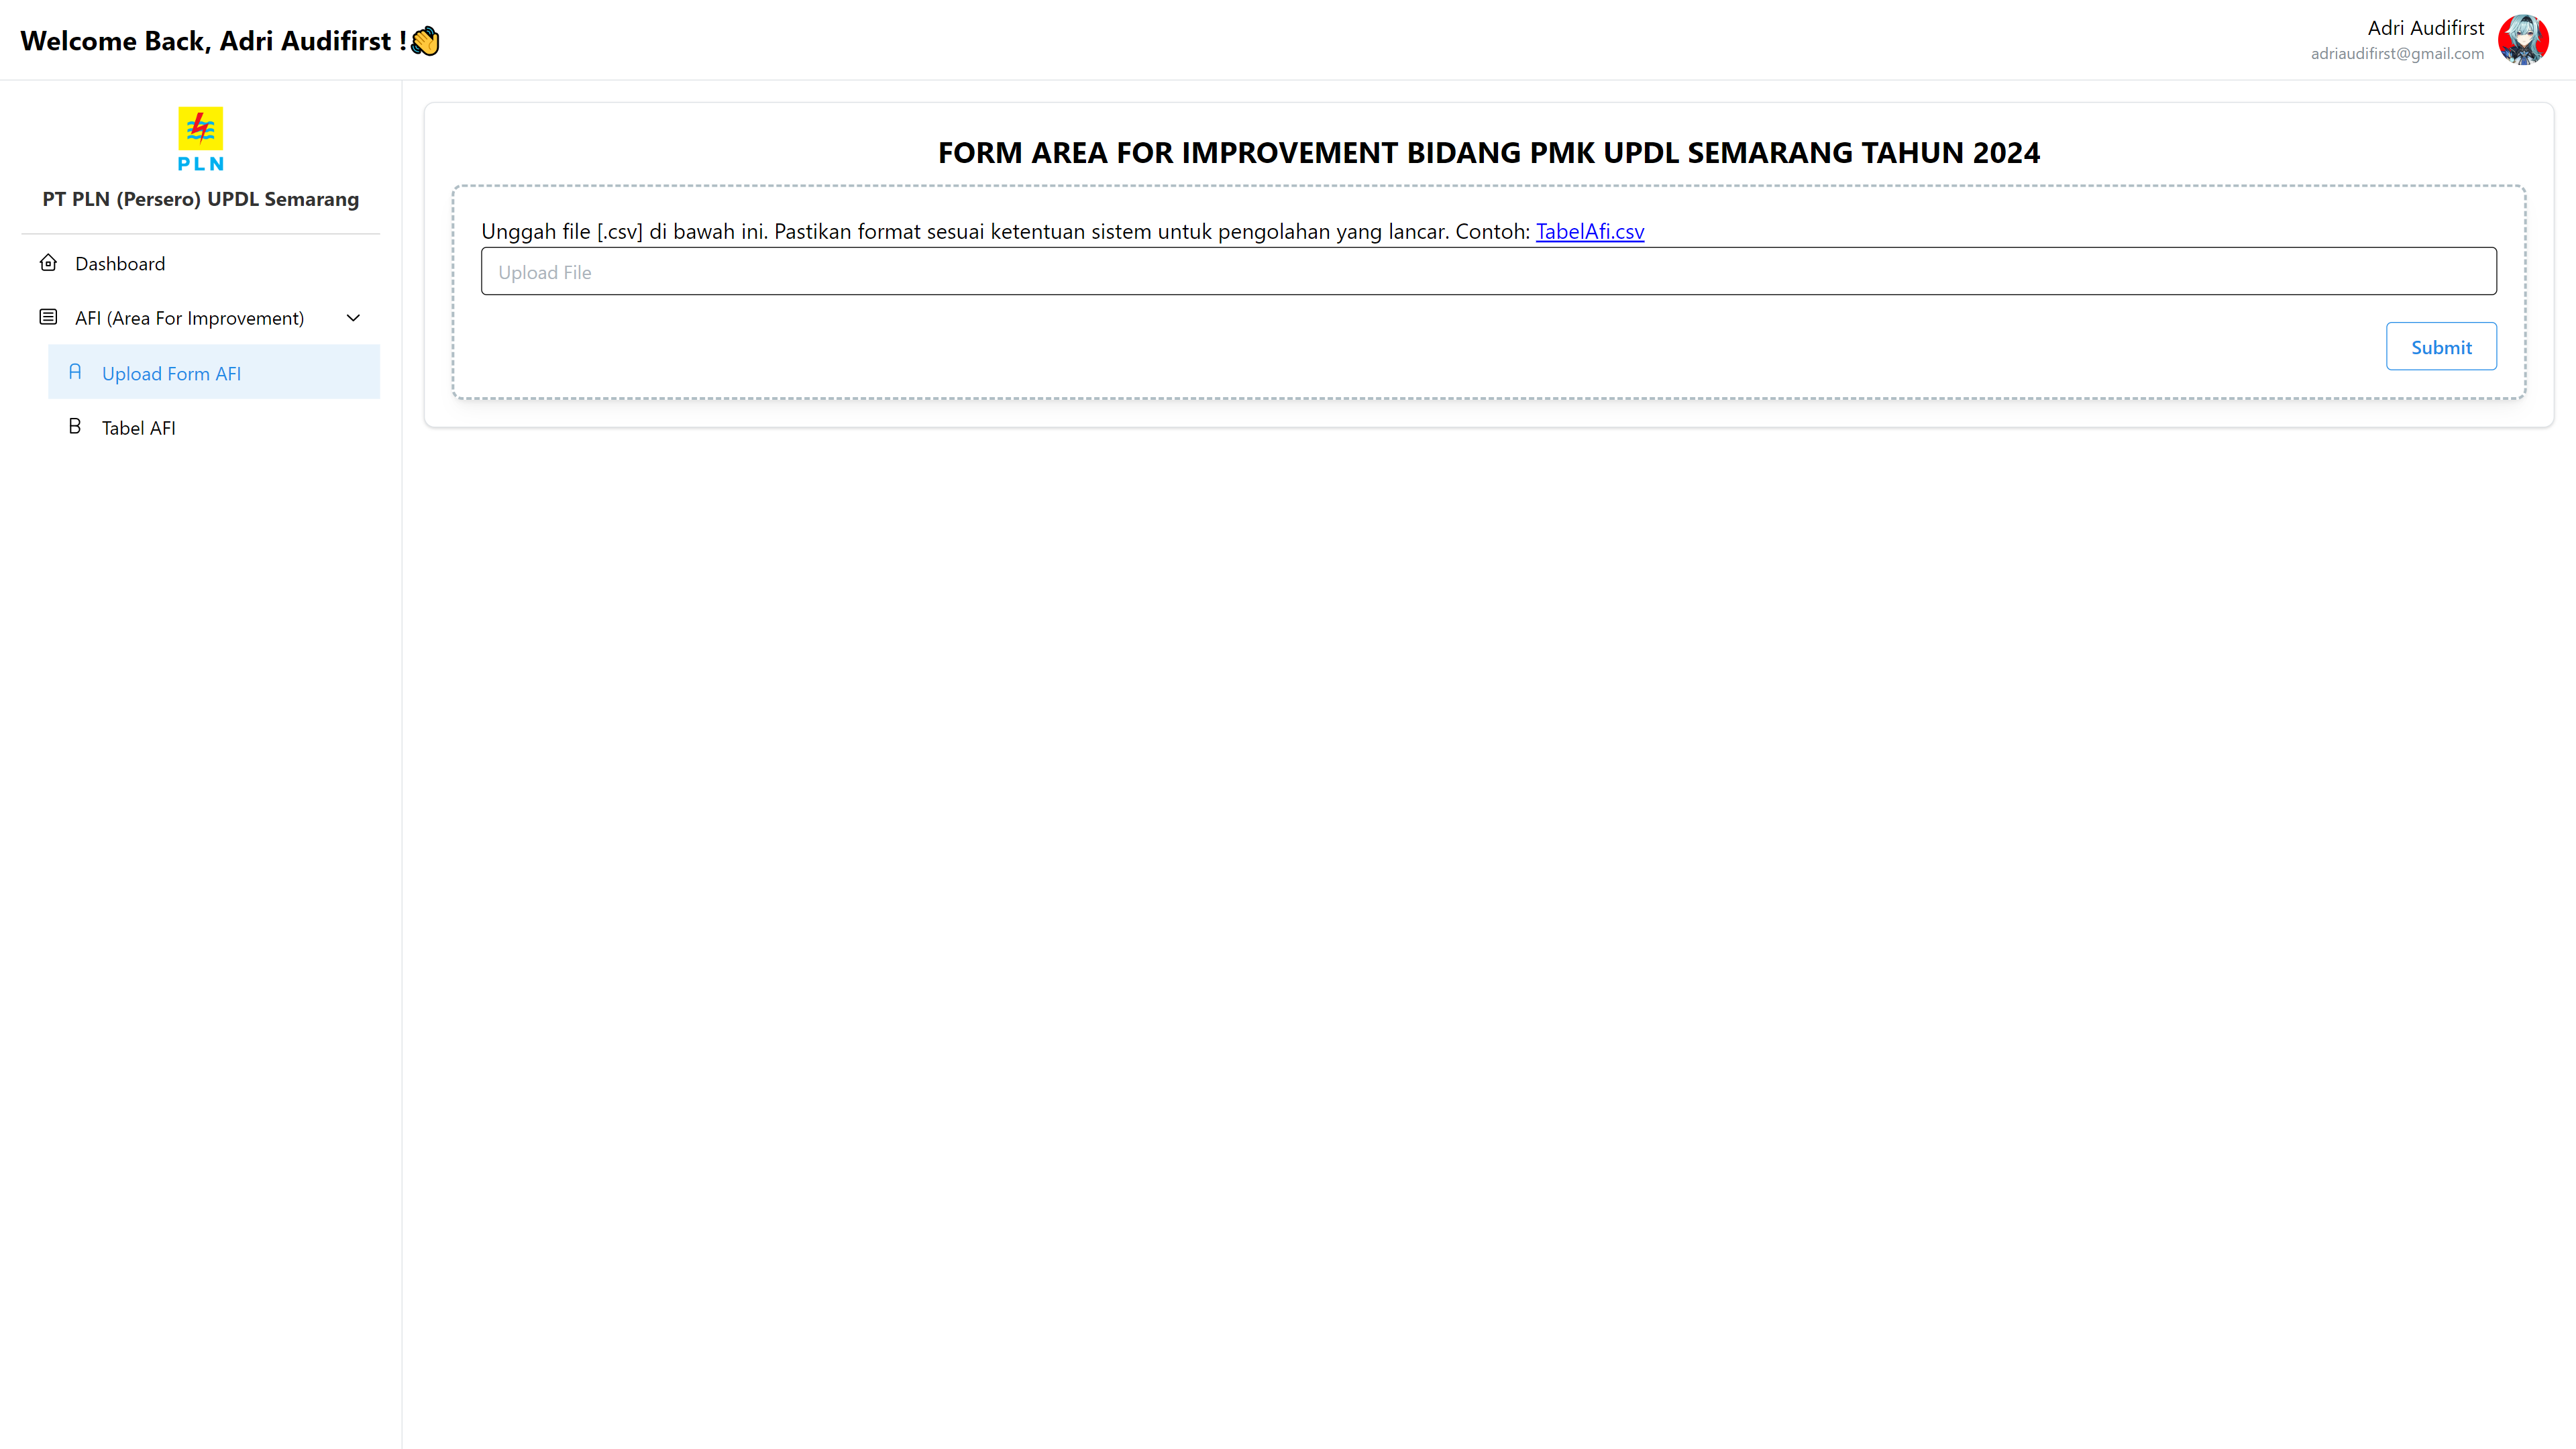 Welcome Back, Adri Audifirst !👋
Adri Audifirst
adriaudifirst@gmail.com
PLN
PT PLN (Persero) UPDL Semarang
Dashboard
AFI (Area For Improvement)
A Upload Form AFI
B Tabel AFI
FORM AREA FOR IMPROVEMENT BIDANG PMK UPDL SEMARANG TAHUN 2024
Unggah file [.csv] di bawah ini. Pastikan format sesuai ketentuan sistem untuk pengolahan yang lancar. Contoh: TabelAfi.csv
Upload File
Submit